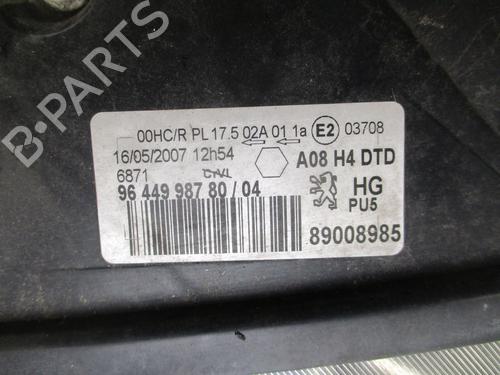 00HC/R PL 17.5 02A 01 1a E2 03708
16/05/2007 12h54 A08 H4 DTD
6871 HG
96 449 987 80 / 04 PU5
89008985
B-PARTS